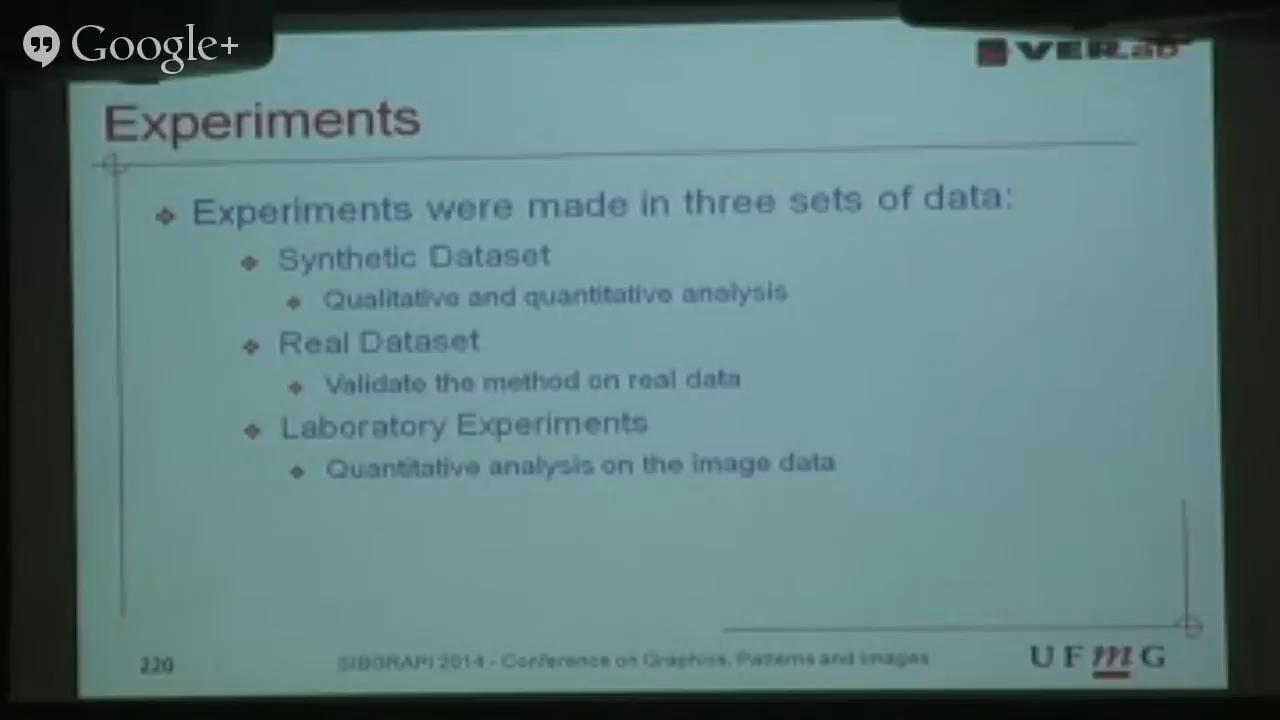 Google+
VERLab
Experiments
Experiments were made in three sets of data:
Synthetic Dataset
Qualitative and quantitative analysis
Real Dataset
Validate the method on real data
Laboratory Experiments
Quantitative analysis on the image data
220
SIBGRAPI 2014 - Conference on Graphics, Patterns and Images
UFmG